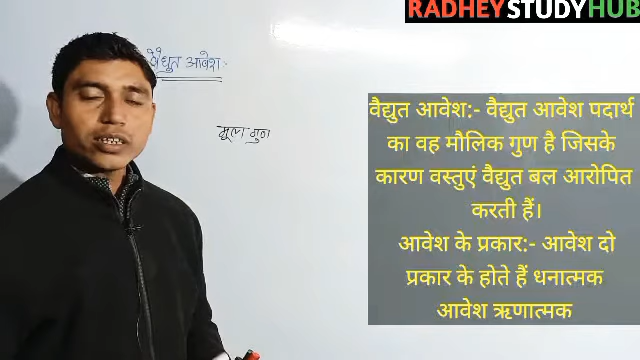 RADHEYSTUDYHUB
वैद्युत आवेश:-
मूल गुण
वैद्युत आवेश:- वैद्युत आवेश पदार्थ
का वह मौलिक गुण है जिसके
कारण वस्तुएं वैद्युत बल आरोपित
करती हैं।
आवेश के प्रकार:- आवेश दो
प्रकार के होते हैं धनात्मक
आवेश ऋणात्मक